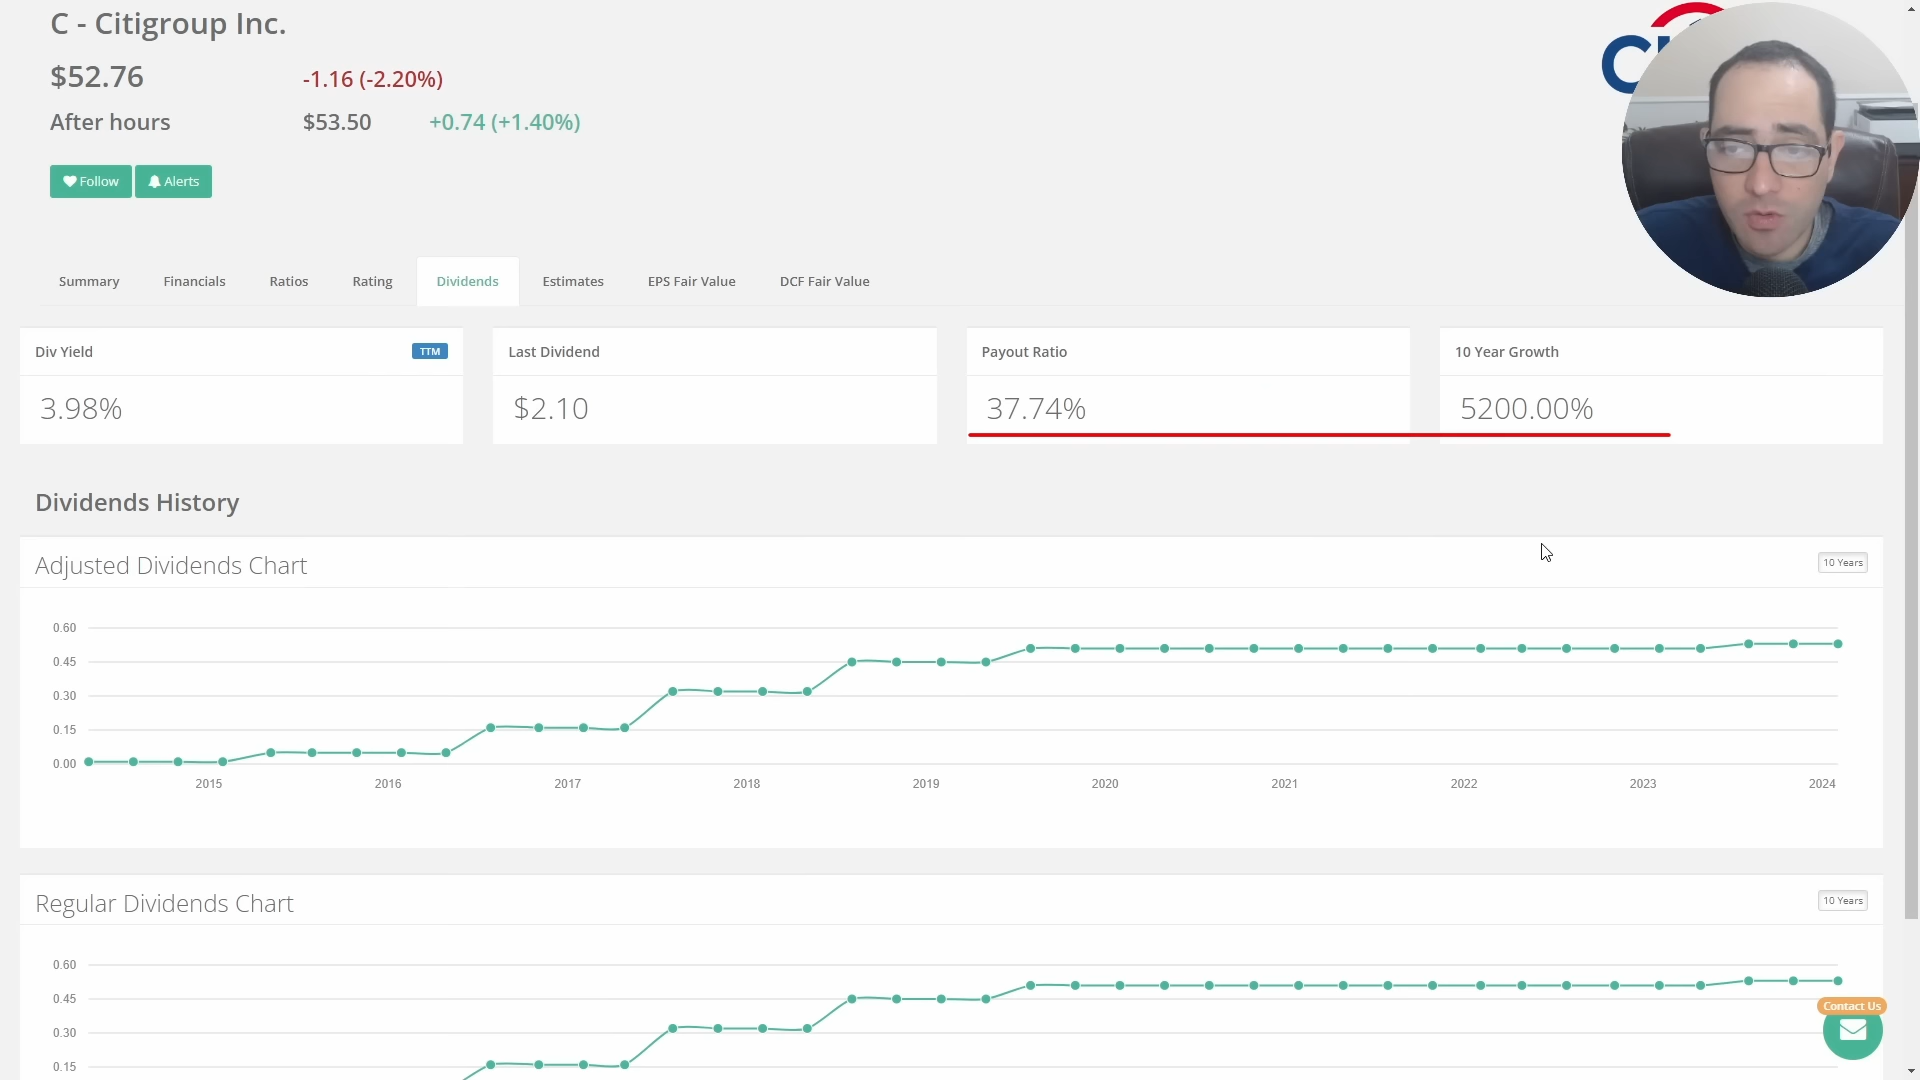 C - Citigroup Inc.
$52.76 -1.16 (-2.20%)
After hours $53.50 +0.74 (+1.40%)
Follow Alerts
Summary Financials Ratios Rating Dividends Estimates EPS Fair Value DCF Fair Value
Div Yield TTM Last Dividend Payout Ratio 10 Year Growth
3.98% $2.10 37.74% 5200.00%
Dividends History
Adjusted Dividends Chart 10 Years
0.60
0.45
0.30
0.15
0.00
2015 2016 2017 2018 2019 2020 2021 2022 2023 2024
Regular Dividends Chart 10 Years
0.60
0.45
Contact Us
0.30
0.15